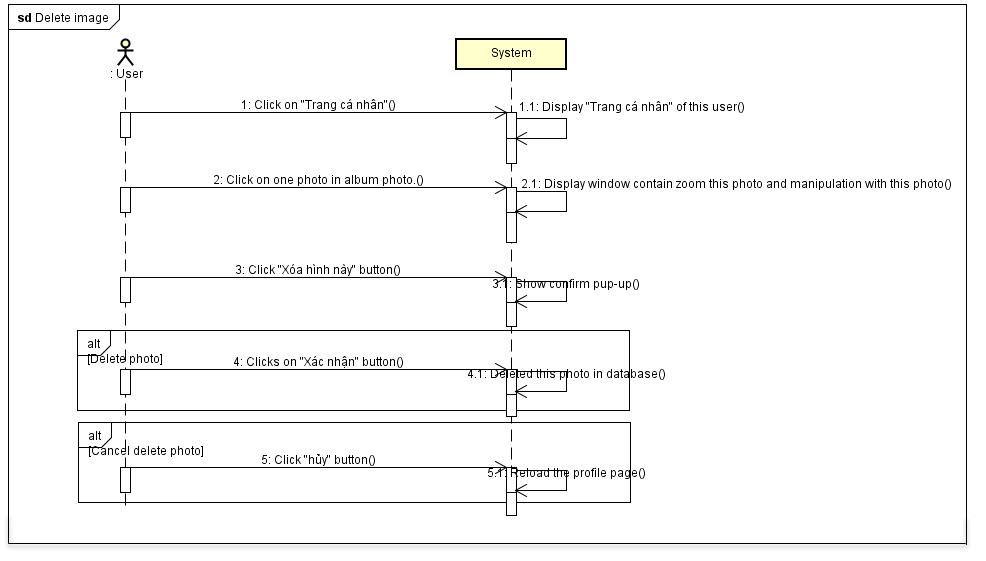 sd Delete image
: User
System
1: Click on "Trang cá nhân"()
1.1: Display "Trang cá nhân" of this user()
2: Click on one photo in album photo.()
2.1: Display window contain zoom this photo and manipulation with this photo()
3: Click "Xóa hình này" button()
3.1: Show confirm pup-up()
alt
[Delete photo]
4: Clicks on "Xác nhận" button()
4.1: Deleted this photo in database()
alt
[Cancel delete photo]
5: Click "hủy" button()
5.1: Reload the profile page()